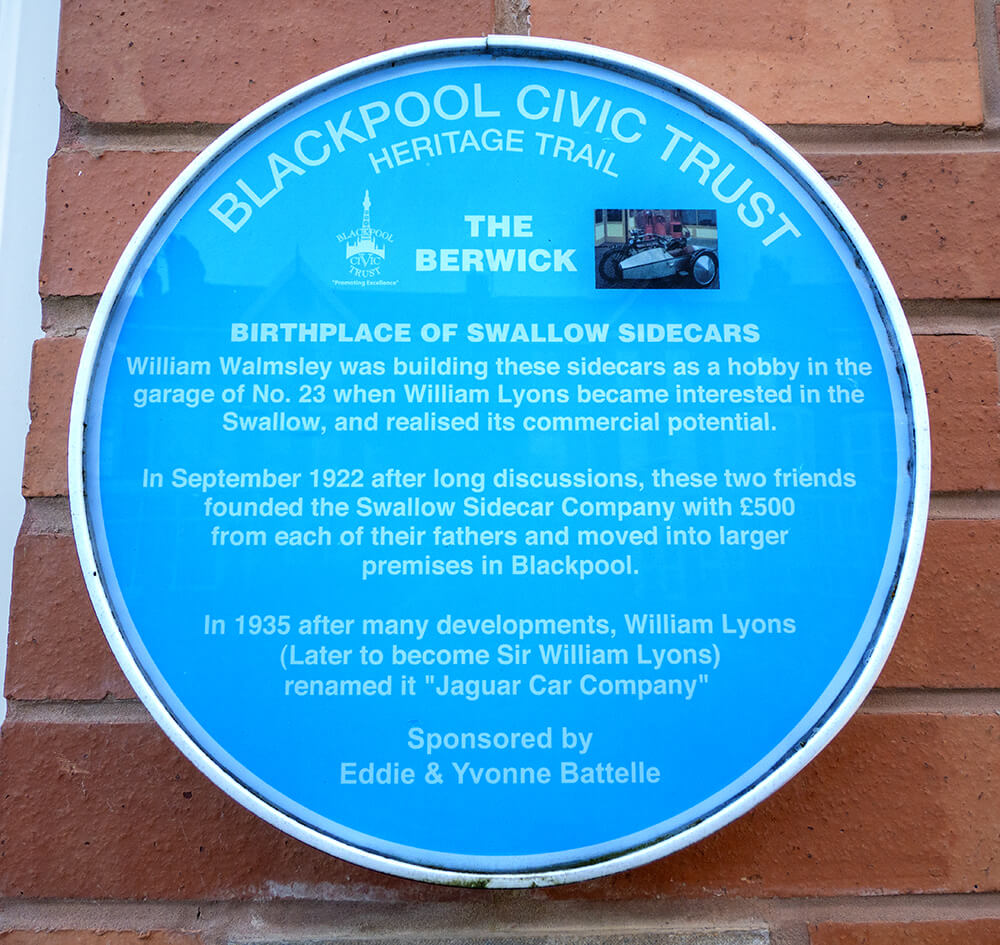 BLACKPOOL CIVIC TRUST
HERITAGE TRAIL
BLACKPOOL
CIVIC
TRUST
"Promoting Excellence"
THE
BERWICK
BIRTHPLACE OF SWALLOW SIDECARS
William Walmsley was building these sidecars as a hobby in the
garage of No. 23 when William Lyons became interested in the
Swallow, and realised its commercial potential.
In September 1922 after long discussions, these two friends
founded the Swallow Sidecar Company with £500
from each of their fathers and moved into larger
premises in Blackpool.
In 1935 after many developments, William Lyons
(Later to become Sir William Lyons)
renamed it "Jaguar Car Company"
Sponsored by
Eddie & Yvonne Battelle